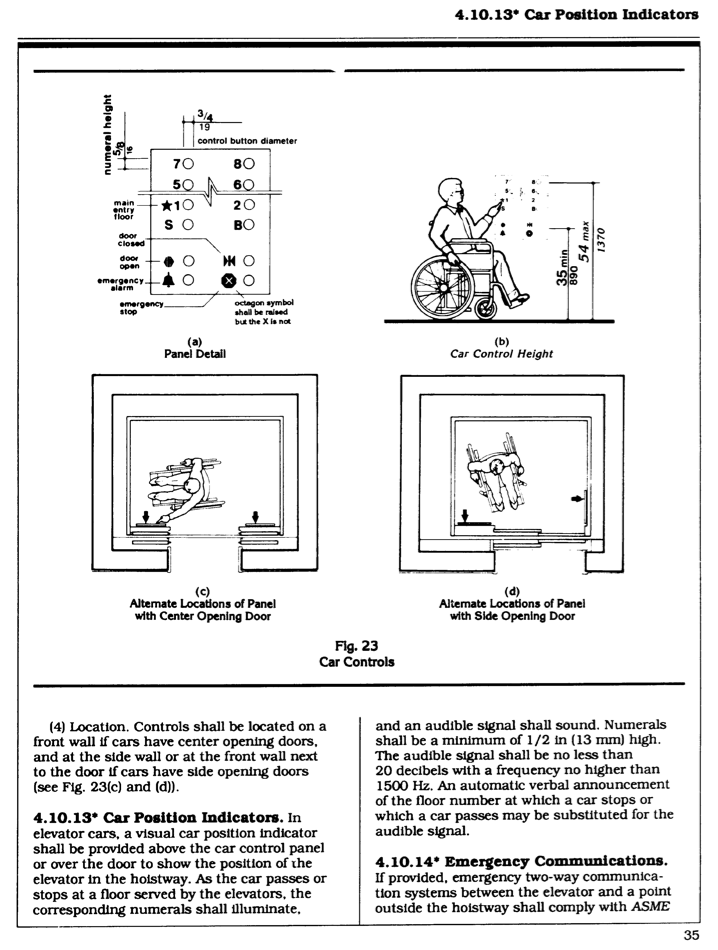 4.10.13* Car Position Indicators
numeral height
5/8
16
3/4
19
control button diameter
7 8
5 6
main
entry
floor
★1 2
S B
door
closed
door
open
emergency
alarm
emergency
stop
octagon symbol
shall be raised
but the X is not
(a)
Panel Detail
7 8
5 6
1 2
S B
35 min
890
54 max
1370
(b)
Car Control Height
(c)
Alternate Locations of Panel
with Center Opening Door
(d)
Alternate Locations of Panel
with Side Opening Door
Fig. 23
Car Controls
(4) Location. Controls shall be located on a
front wall if cars have center opening doors,
and at the side wall or at the front wall next
to the door if cars have side opening doors
(see Fig. 23(c) and (d)).
4.10.13* Car Position Indicators. In
elevator cars, a visual car position indicator
shall be provided above the car control panel
or over the door to show the position of the
elevator in the hoistway. As the car passes or
stops at a floor served by the elevators, the
corresponding numerals shall illuminate,
and an audible signal shall sound. Numerals
shall be a minimum of 1/2 in (13 mm) high.
The audible signal shall be no less than
20 decibels with a frequency no higher than
1500 Hz. An automatic verbal announcement
of the floor number at which a car stops or
which a car passes may be substituted for the
audible signal.
4.10.14* Emergency Communications.
If provided, emergency two-way communica-
tion systems between the elevator and a point
outside the hoistway shall comply with ASME
35